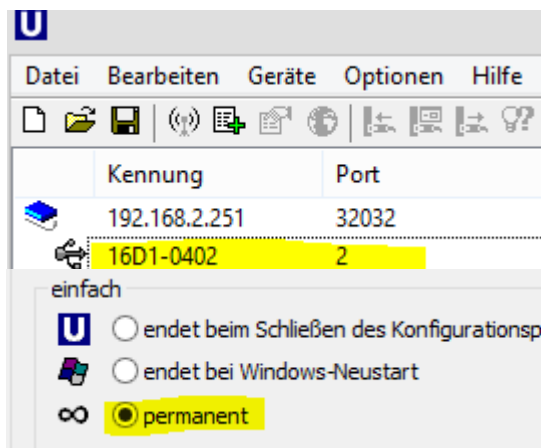 U
Datei Bearbeiten Geräte Optionen Hilfe
Kennung Port
192.168.2.251 32032
16D1-0402 2
einfach
U endet beim Schließen des Konfigurationsp
endet bei Windows-Neustart
∞ permanent